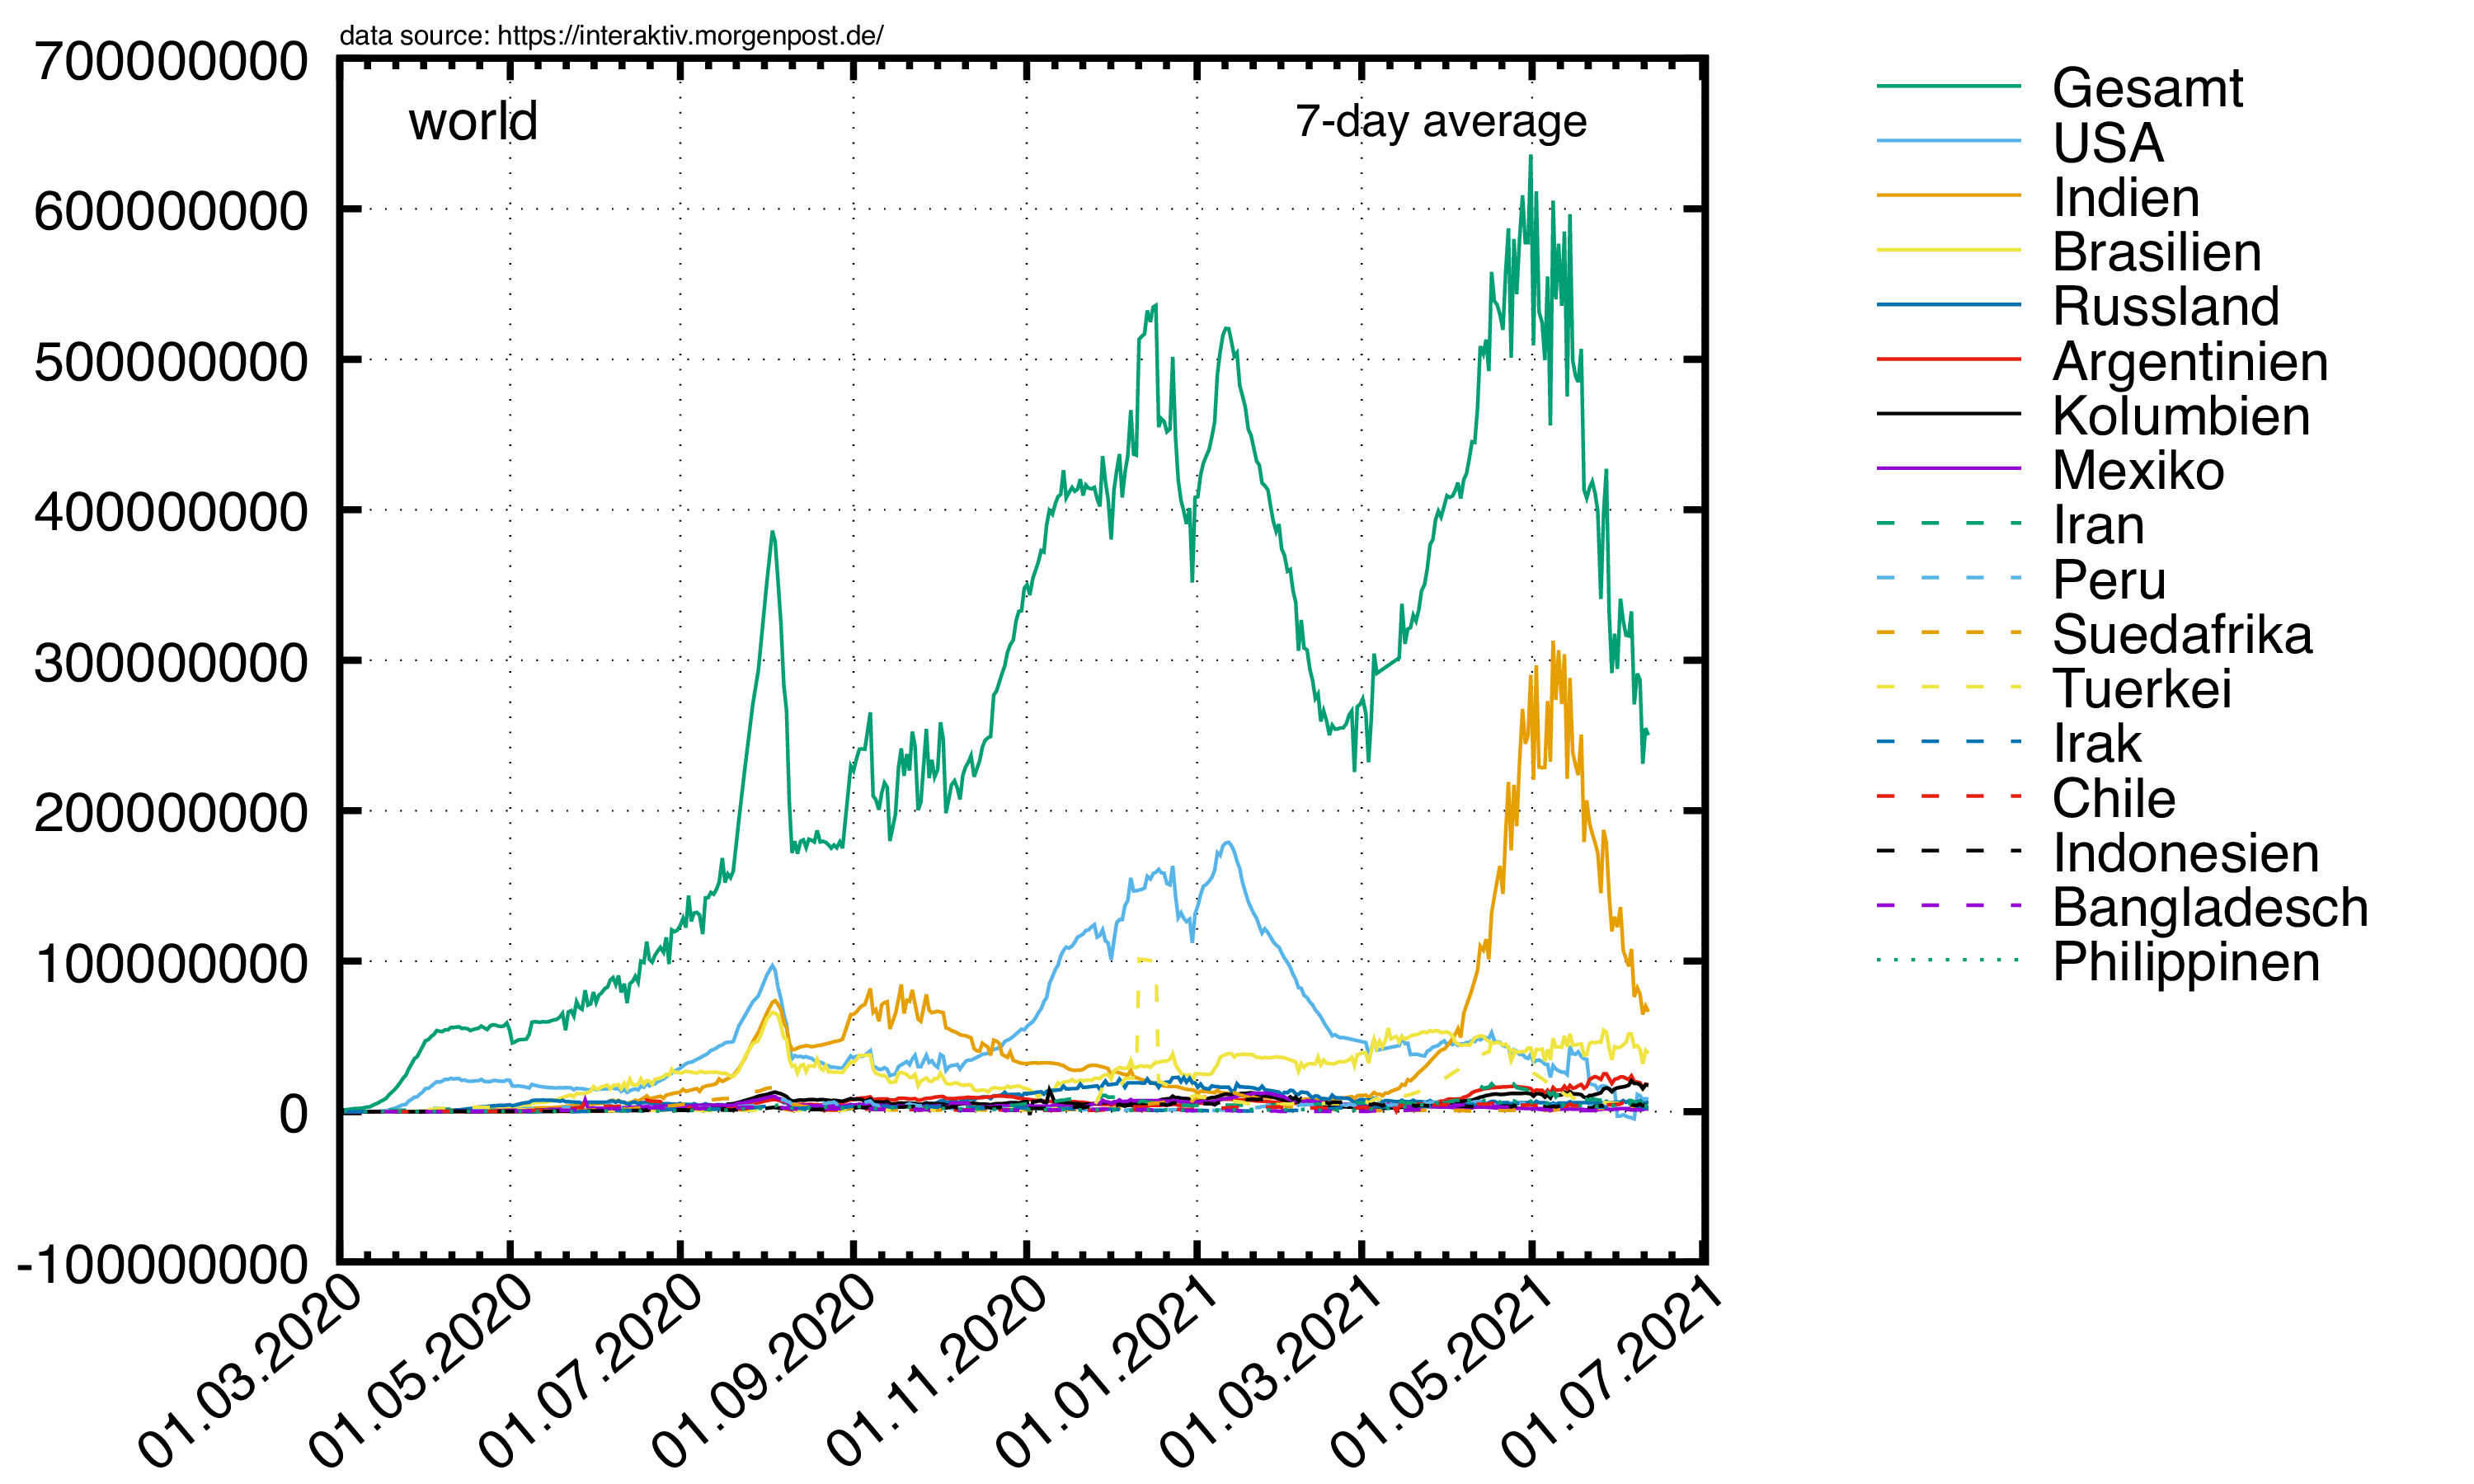 data source: https://interaktiv.morgenpost.de/
world
7-day average
700000000
600000000
500000000
400000000
300000000
200000000
100000000
0
-100000000
01.03.2020
01.05.2020
01.07.2020
01.09.2020
01.11.2020
01.01.2021
01.03.2021
01.05.2021
01.07.2021
Gesamt
USA
Indien
Brasilien
Russland
Argentinien
Kolumbien
Mexiko
Iran
Peru
Suedafrika
Tuerkei
Irak
Chile
Indonesien
Bangladesch
Philippinen